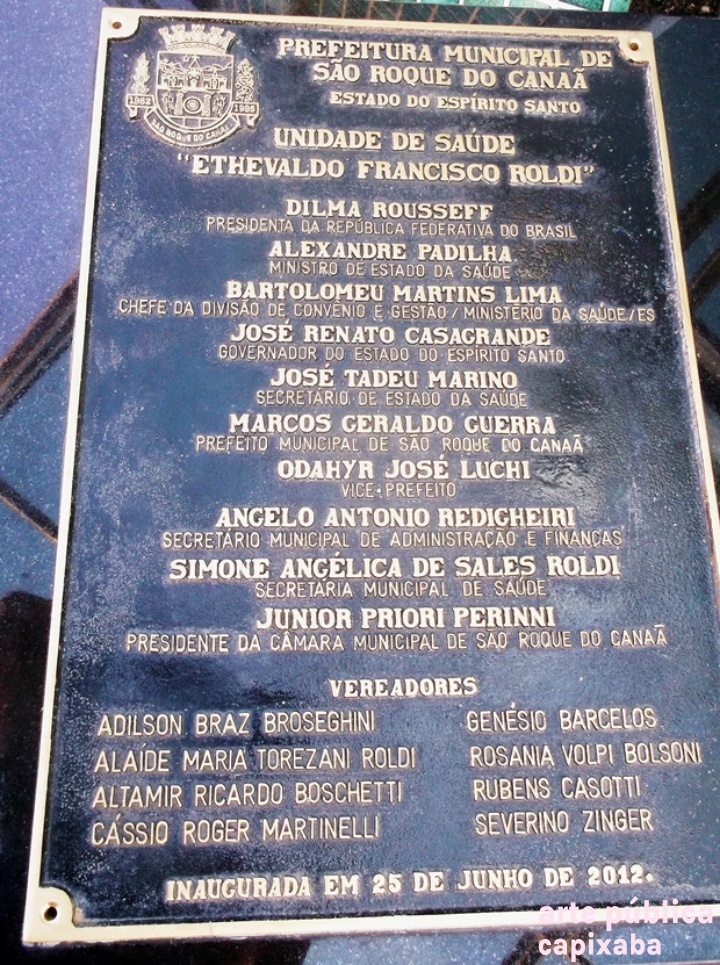 PREFEITURA MUNICIPAL DE
SÃO ROQUE DO CANAÃ
ESTADO DO ESPÍRITO SANTO
1952 1995
SÃO ROQUE DO CANAÃ
UNIDADE DE SAÚDE
"ETHEVALDO FRANCISCO ROLDI"
DILMA ROUSSEFF
PRESIDENTA DA REPÚBLICA FEDERATIVA DO BRASIL
ALEXANDRE PADILHA
MINISTRO DE ESTADO DA SAÚDE
BARTOLOMEU MARTINS LIMA
CHEFE DA DIVISÃO DE CONVÊNIO E GESTÃO / MINISTÉRIO DA SAÚDE/ES
JOSÉ RENATO CASAGRANDE
GOVERNADOR DO ESTADO DO ESPÍRITO SANTO
JOSÉ TADEU MARINO
SECRETÁRIO DE ESTADO DA SAÚDE
MARCOS GERALDO GUERRA
PREFEITO MUNICIPAL DE SÃO ROQUE DO CANAÃ
ODAHYR JOSÉ LUCHI
VICE-PREFEITO
ANGELO ANTONIO REDIGHEIRI
SECRETÁRIO MUNICIPAL DE ADMINISTRAÇÃO E FINANÇAS
SIMONE ANGÉLICA DE SALES ROLDI
SECRETÁRIA MUNICIPAL DE SAÚDE
JUNIOR PRIORI PERINNI
PRESIDENTE DA CÂMARA MUNICIPAL DE SÃO ROQUE DO CANAÃ
VEREADORES
ADILSON BRAZ BROSEGHINI
ALAÍDE MARIA TOREZANI ROLDI
ALTAMIR RICARDO BOSCHETTI
CÁSSIO ROGER MARTINELLI
GENÉSIO BARCELOS
ROSANIA VOLPI BOLSONI
RUBENS CASOTTI
SEVERINO ZINGER
INAUGURADA EM 25 DE JUNHO DE 2012.
arte pública
capixaba